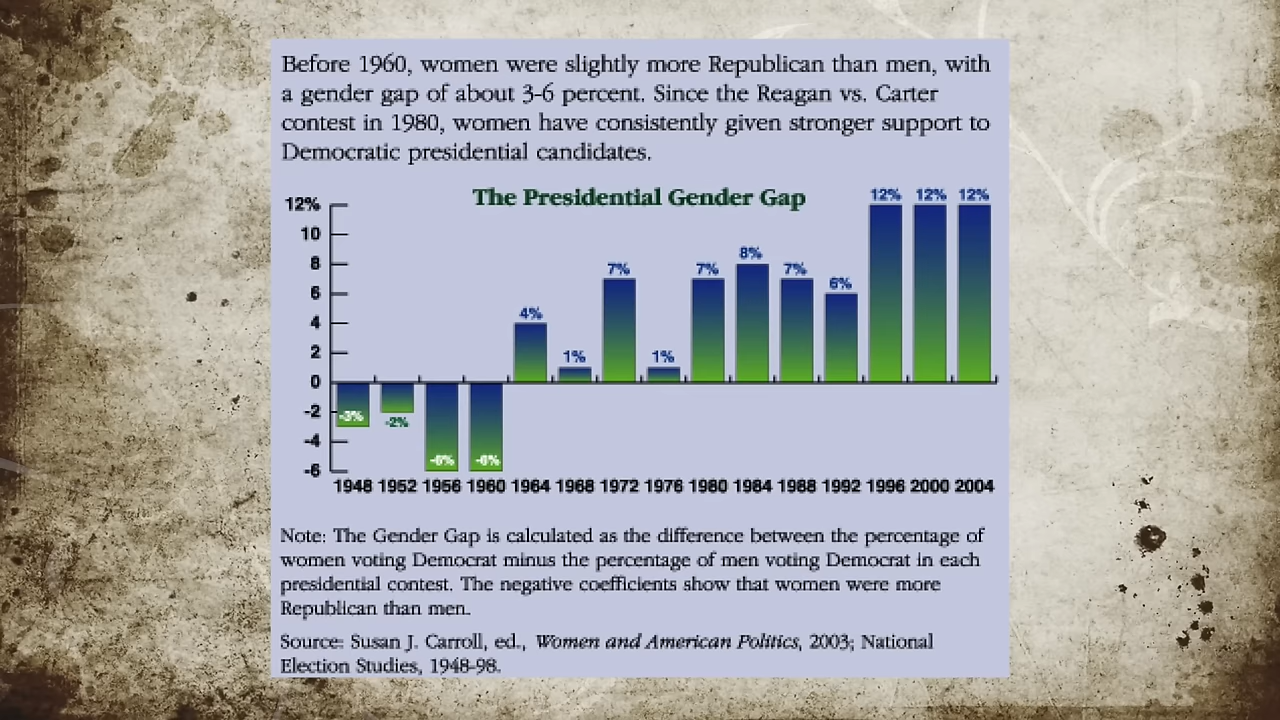 Before 1960, women were slightly more Republican than men, with
a gender gap of about 3-6 percent. Since the Reagan vs. Carter
contest in 1980, women have consistently given stronger support to
Democratic presidential candidates.
The Presidential Gender Gap
12%
10
8
6
4
2
0
-2
-4
-6
-3%
-2%
-6%
-6%
4%
1%
7%
1%
7%
8%
7%
6%
12%
12%
12%
1948 1952 1956 1960 1964 1968 1972 1976 1980 1984 1988 1992 1996 2000 2004
Note: The Gender Gap is calculated as the difference between the percentage of
women voting Democrat minus the percentage of men voting Democrat in each
presidential contest. The negative coefficients show that women were more
Republican than men.
Source: Susan J. Carroll, ed., Women and American Politics, 2003; National
Election Studies, 1948-98.